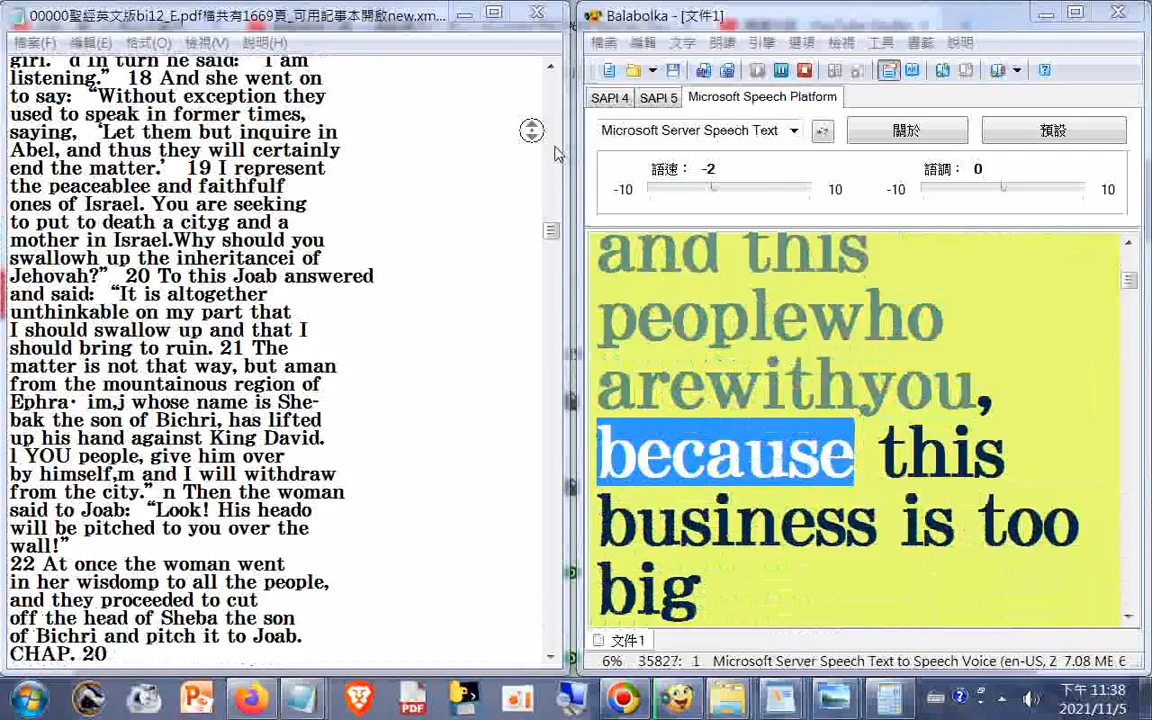 00000聖經英文版bi12_E.pdf檔共有1669頁_可用記事本開啟new.xm...
檔案(F) 編輯(E) 格式(O) 檢視(V) 說明(H)
girl.” d In turn he said: “I am
listening.” 18 And she went on
to say: “Without exception they
used to speak in former times,
saying, ‘Let them but inquire in
Abel, and thus they will certainly
end the matter.’ 19 I represent
the peaceablee and faithfulf
ones of Israel. You are seeking
to put to death a cityg and a
mother in Israel.Why should you
swallowh up the inheritancei of
Jehovah?” 20 To this Joab answered
and said: “It is altogether
unthinkable on my part that
I should swallow up and that I
should bring to ruin. 21 The
matter is not that way, but aman
from the mountainous region of
Ephra· im,j whose name is She-
bak the son of Bichri, has lifted
up his hand against King David.
l YOU people, give him over
by himself,m and I will withdraw
from the city.” n Then the woman
said to Joab: “Look! His heado
will be pitched to you over the
wall!”
22 At once the woman went
in her wisdomp to all the people,
and they proceeded to cut
off the head of Sheba the son
of Bichri and pitch it to Joab.
CHAP. 20
Balabolka - [文件1]
檔案 編輯 文字 朗讀 引擎 選項 檢視 工具 書籤 說明
SAPI 4 SAPI 5 Microsoft Speech Platform
Microsoft Server Speech Text 關於 預設
語速： -2 語調： 0
-10 10 -10 10
and this
peoplewho
arewithyou,
because this
business is too
big
文件1
6% 35827: 1 Microsoft Server Speech Text to Speech Voice (en-US, Z 7.08 MB 6
PDF
下午 11:38
2021/11/5